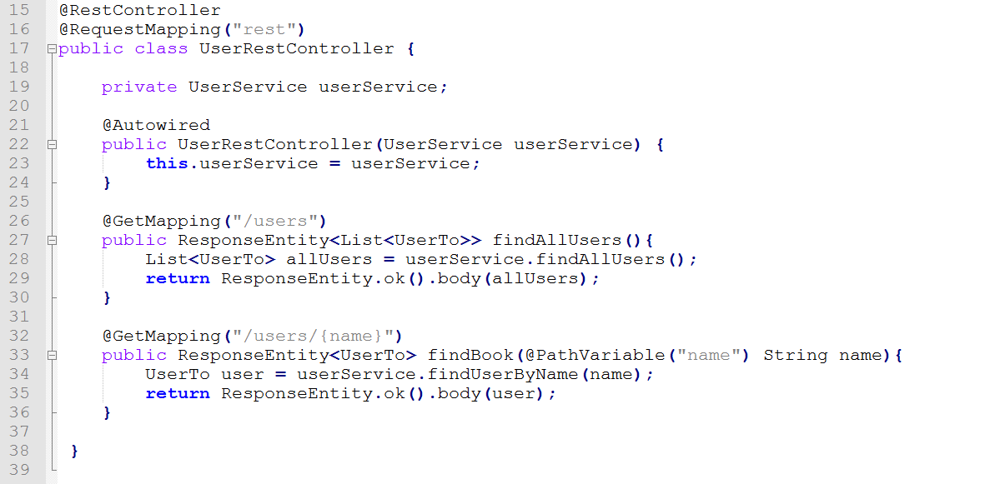 15 @RestController
16 @RequestMapping("rest")
17 public class UserRestController {
18
19     private UserService userService;
20
21     @Autowired
22     public UserRestController(UserService userService) {
23         this.userService = userService;
24     }
25
26     @GetMapping("/users")
27     public ResponseEntity<List<UserTo>> findAllUsers(){
28         List<UserTo> allUsers = userService.findAllUsers();
29         return ResponseEntity.ok().body(allUsers);
30     }
31
32     @GetMapping("/users/{name}")
33     public ResponseEntity<UserTo> findBook(@PathVariable("name") String name){
34         UserTo user = userService.findUserByName(name);
35         return ResponseEntity.ok().body(user);
36     }
37
38  }
39